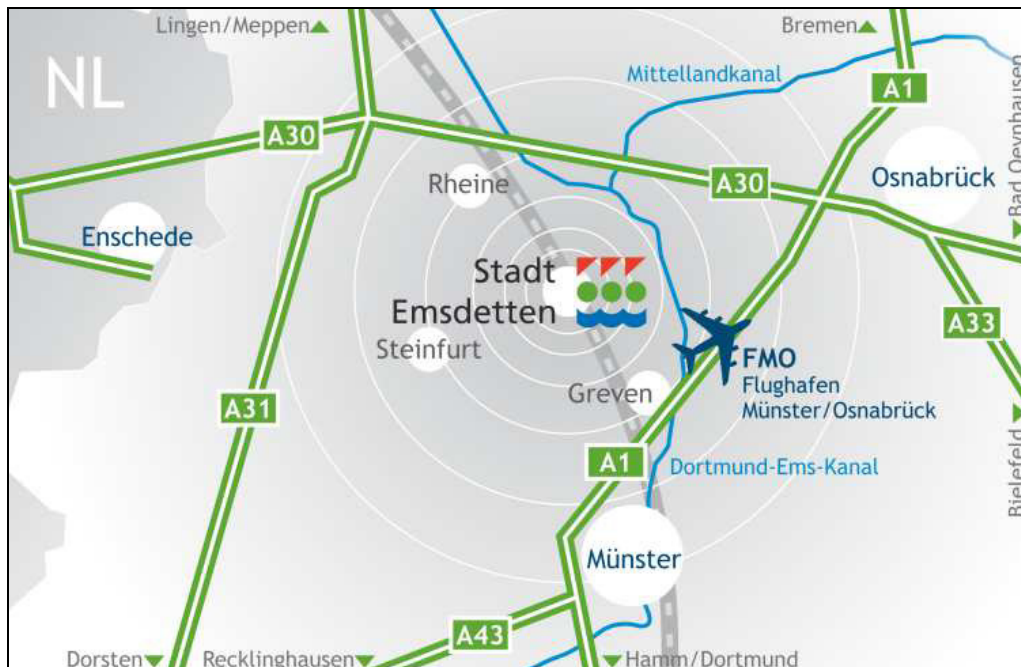 Lingen/Meppen
Bremen
NL
Mittellandkanal
A1
A30
Rheine
A30
Osnabrück
Bad Oeynhausen
Enschede
Stadt
Emsdetten
Steinfurt
A33
FMO
Flughafen
Münster/Osnabrück
Greven
A31
A1
Dortmund-Ems-Kanal
Bielefeld
Münster
A43
Dorsten
Recklinghausen
Hamm/Dortmund